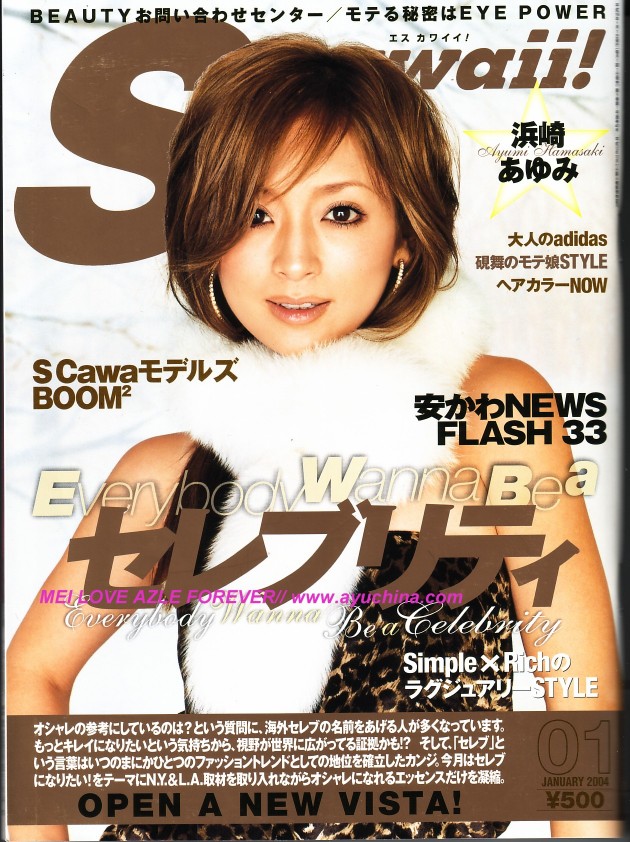 BEAUTYお問い合わせセンター/モテる秘密はEYE POWER
エス カワイイ!
S Cawaii!
浜崎
Ayumi Hamasaki
あゆみ
大人のadidas
硯舞のモテ娘STYLE
ヘアカラーNOW
S Cawaモデルズ
BOOM²
安かわNEWS
FLASH 33
Everybody Wanna Be a
セレブリティ
MEI LOVE AZLE FOREVER// www.ayuchina.com
Everybody Wanna Be a Celebrity
Simple×Richの
ラグジュアリーSTYLE
オシャレの参考にしているのは?という質問に、海外セレブの名前をあげる人が多くなっています。
もっとキレイになりたいという気持ちから、視野が世界に広がってる証拠かも!? そして、「セレブ」と
いう言葉はいつのまにかひとつのファッショントレンドとしての地位を確立したカンジ。今月はセレブ
になりたい!をテーマにN.Y.&L.A.取材を取り入れながらオシャレになれるエッセンスだけを凝縮。
OPEN A NEW VISTA!
01
JANUARY 2004
¥500